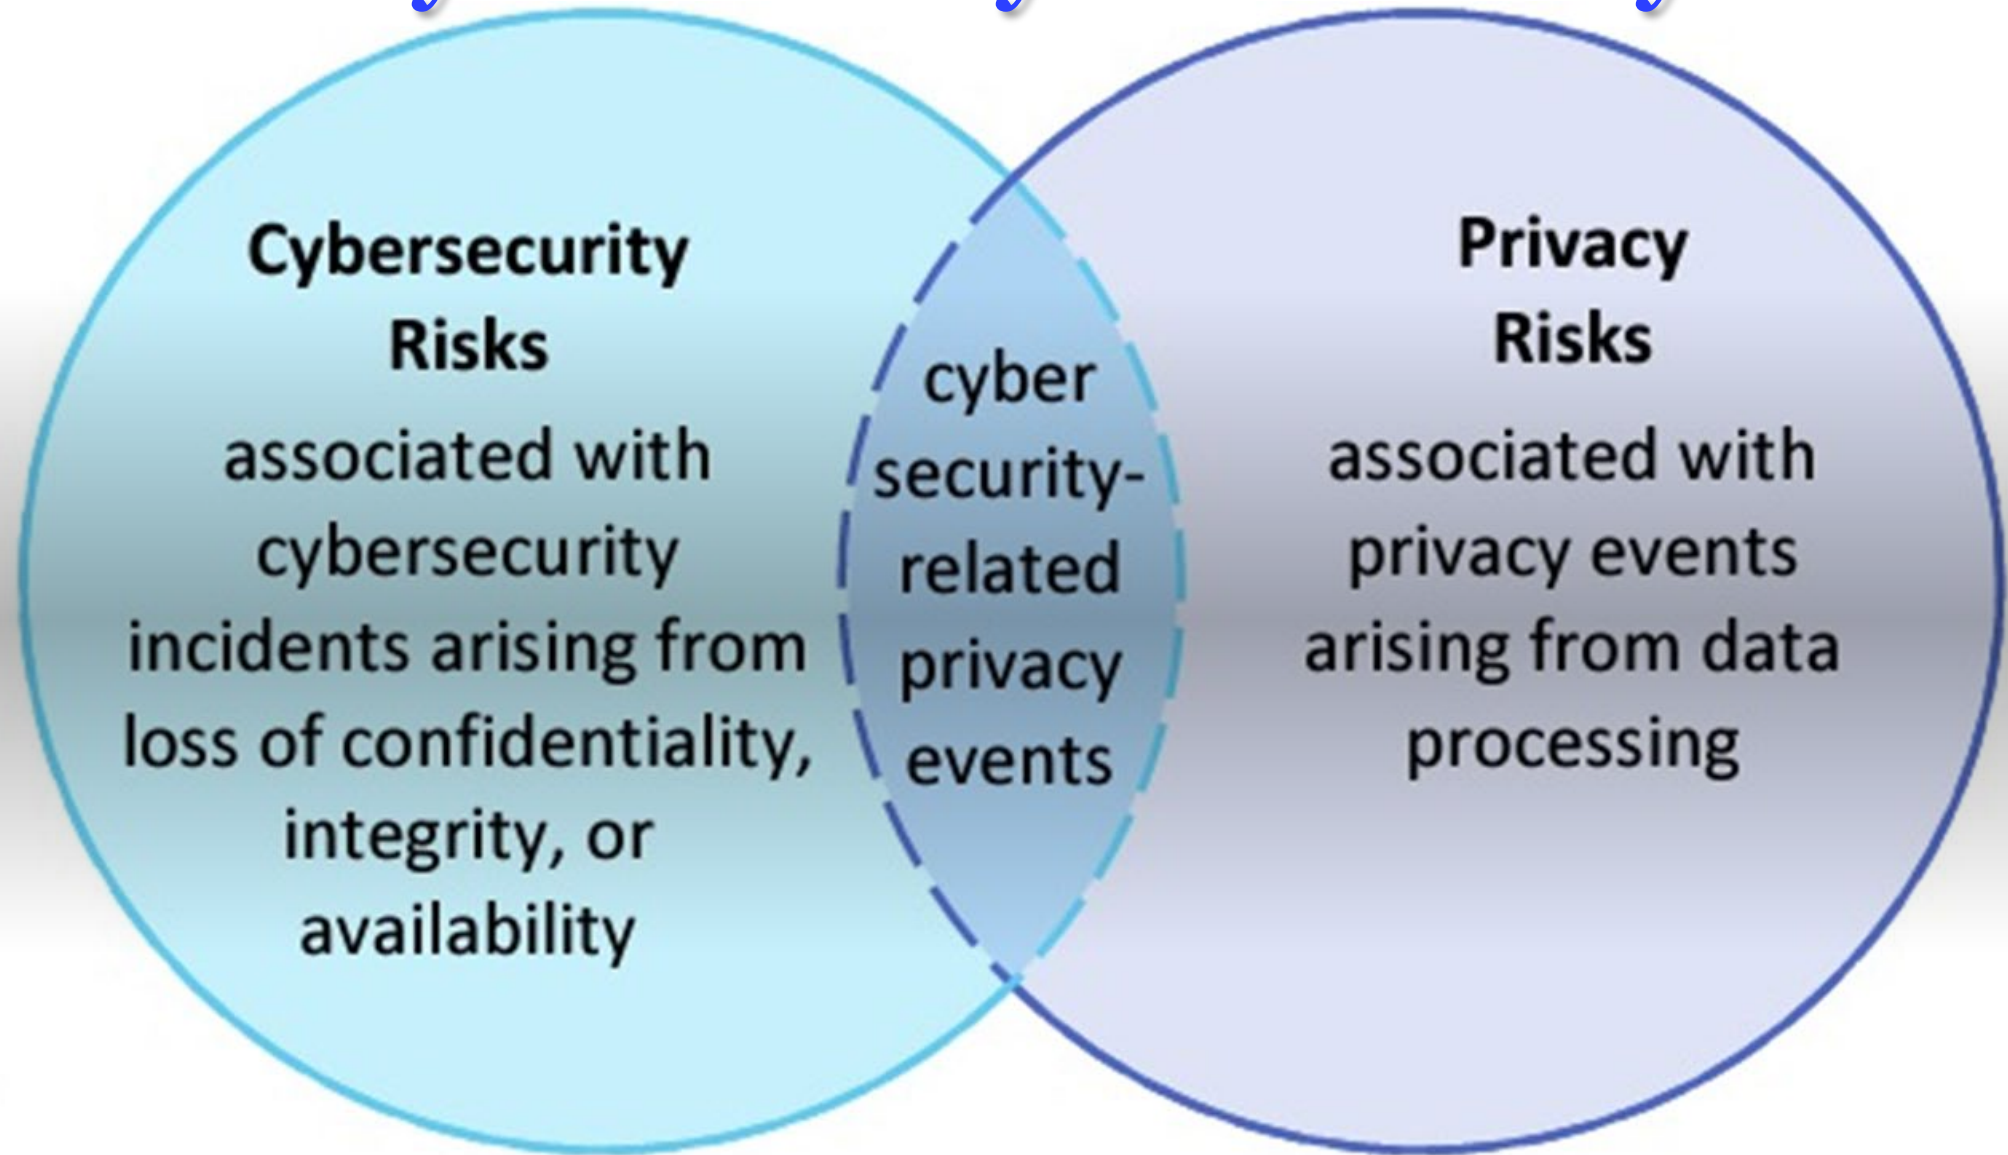 Cybersecurity
Risks
associated with
cybersecurity
incidents arising from
loss of confidentiality,
integrity, or
availability
cyber
security-
related
privacy
events
Privacy
Risks
associated with
privacy events
arising from data
processing